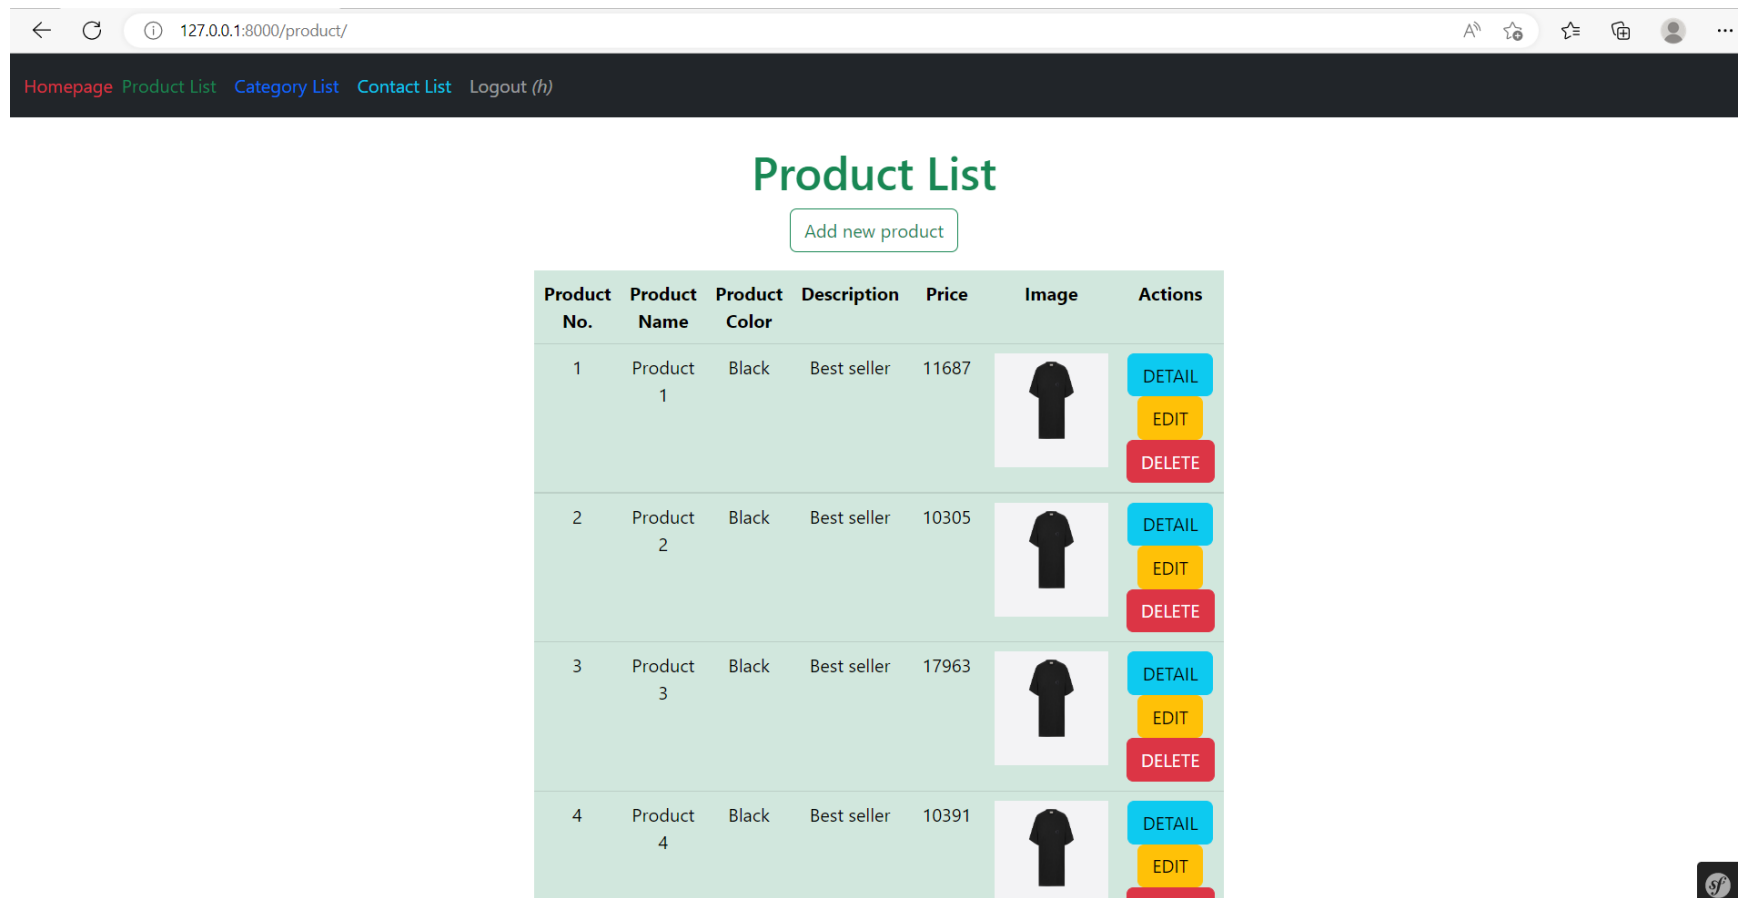 127.0.0.1:8000/product/
Homepage Product List Category List Contact List Logout (h)
Product List
Add new product
Product No. Product Name Product Color Description Price Image Actions
1 Product 1 Black Best seller 11687 DETAIL
EDIT
DELETE
2 Product 2 Black Best seller 10305 DETAIL
EDIT
DELETE
3 Product 3 Black Best seller 17963 DETAIL
EDIT
DELETE
4 Product 4 Black Best seller 10391 DETAIL
EDIT
sf